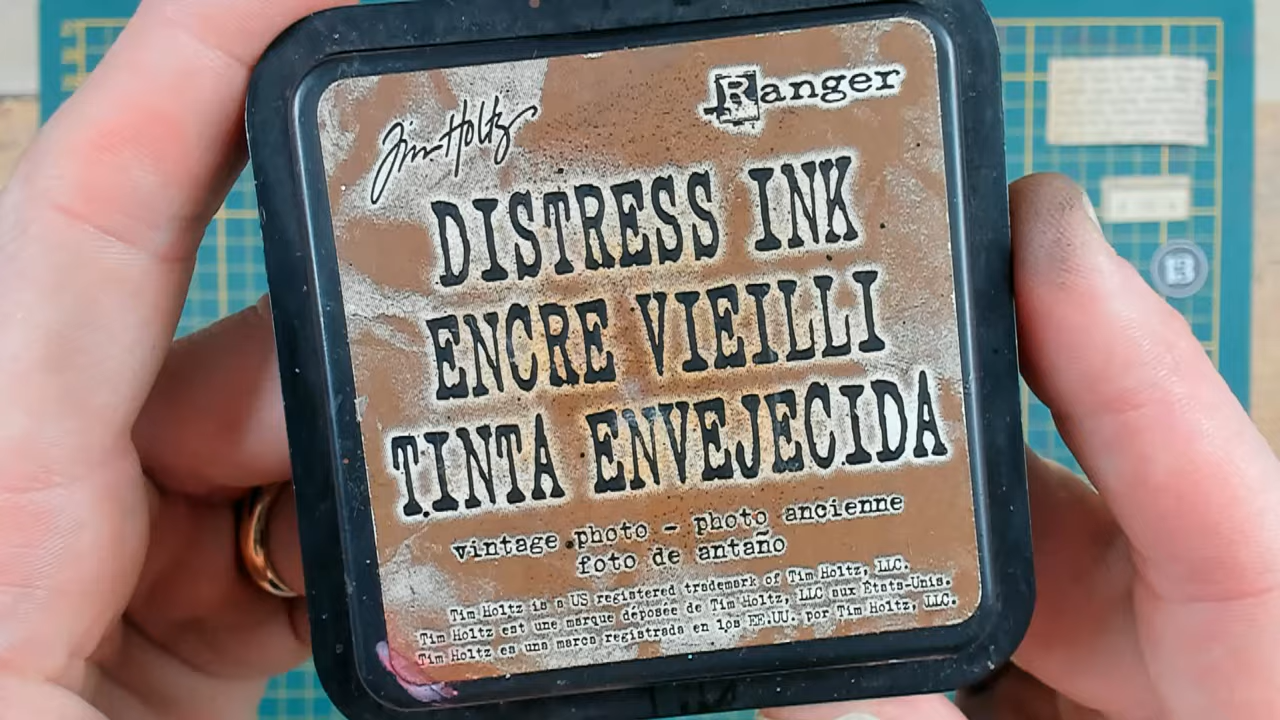 Tim Holtz
Ranger
DISTRESS INK
ENCRE VIEILLI
TINTA ENVEJECIDA
vintage photo - photo ancienne
foto de antaño
Tim Holtz is a US registered trademark of Tim Holtz, LLC.
Tim Holtz est une marque déposée de Tim Holtz, LLC aux États-Unis.
Tim Holtz es una marca registrada en los EE.UU. por Tim Holtz, LLC.